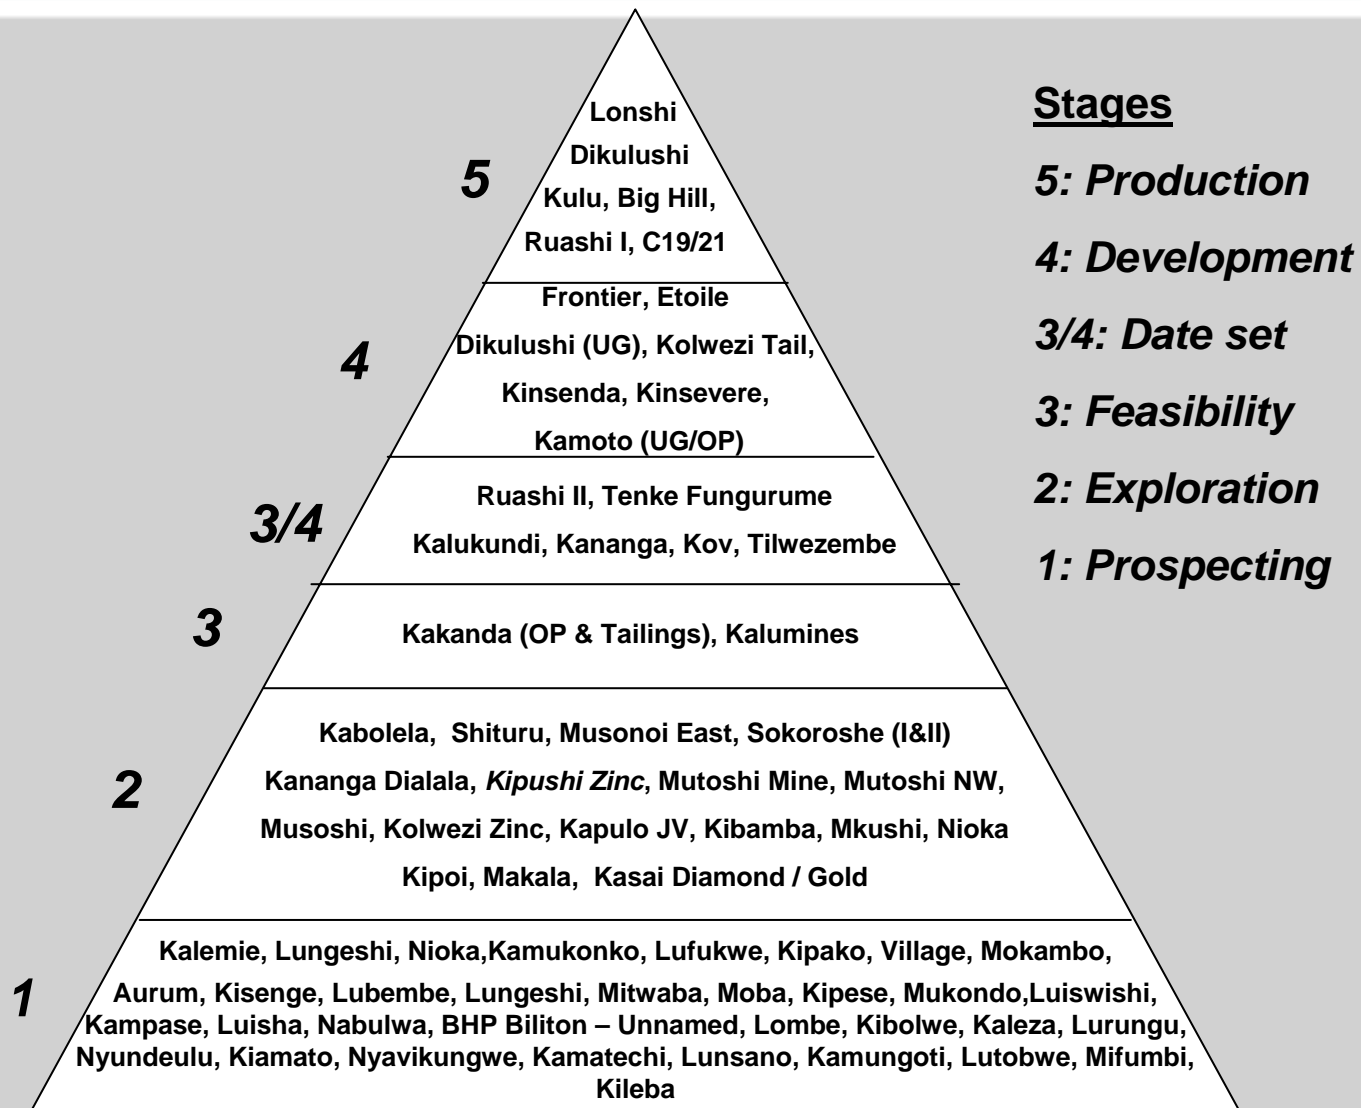 Lonshi
Dikulushi
Kulu, Big Hill,
Ruashi I, C19/21
5
Frontier, Etoile
Dikulushi (UG), Kolwezi Tail,
Kinsenda, Kinsevere,
Kamoto (UG/OP)
4
Ruashi II, Tenke Fungurume
Kalukundi, Kananga, Kov, Tilwezembe
3/4
Kakanda (OP & Tailings), Kalumines
3
Kabolela, Shituru, Musonoi East, Sokoroshe (I&II)
Kananga Dialala, Kipushi Zinc, Mutoshi Mine, Mutoshi NW,
Musoshi, Kolwezi Zinc, Kapulo JV, Kibamba, Mkushi, Nioka
Kipoi, Makala, Kasai Diamond / Gold
2
Kalemie, Lungeshi, Nioka,Kamukonko, Lufukwe, Kipako, Village, Mokambo,
Aurum, Kisenge, Lubembe, Lungeshi, Mitwaba, Moba, Kipese, Mukondo,Luiswishi,
Kampase, Luisha, Nabulwa, BHP Biliton – Unnamed, Lombe, Kibolwe, Kaleza, Lurungu,
Nyundeulu, Kiamato, Nyavikungwe, Kamatechi, Lunsano, Kamungoti, Lutobwe, Mifumbi,
Kileba
1
Stages
5: Production
4: Development
3/4: Date set
3: Feasibility
2: Exploration
1: Prospecting